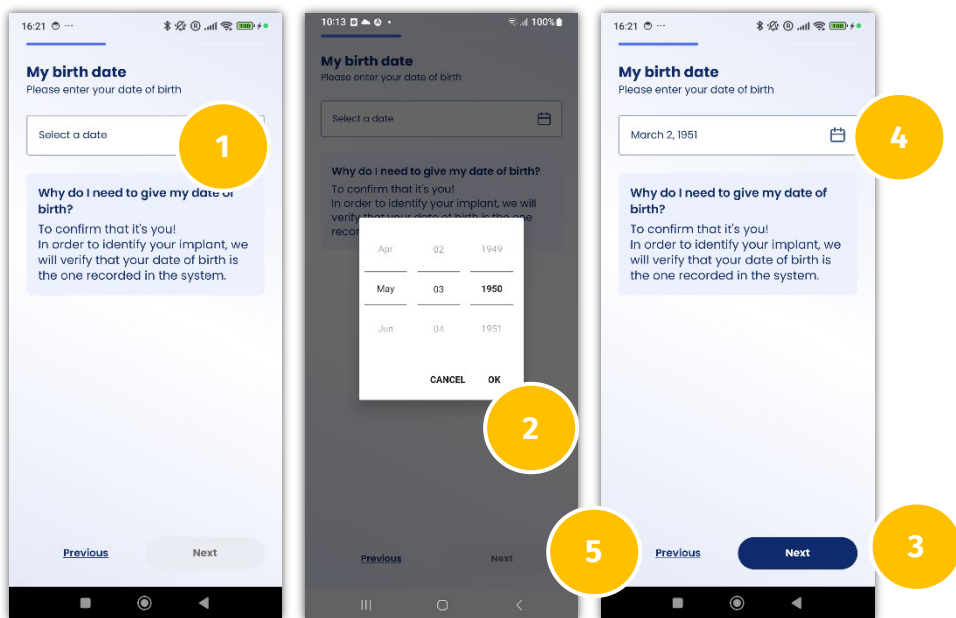 16:21 ... 100
My birth date
Please enter your date of birth
Select a date
1
Why do I need to give my date of
birth?
To confirm that it's you!
In order to identify your implant, we
will verify that your date of birth is
the one recorded in the system.
Previous
Next
10:13 100%
My birth date
Please enter your date of birth
Select a date
Why do I need to give my date of birth?
To confirm that it's you!
In order to identify your implant, we will
verify that your date of birth is the one
Apr 02 1949
May 03 1950
Jun 04 1951
CANCEL OK
2
Previous
Next
5
16:21 ... 100
My birth date
Please enter your date of birth
March 2, 1951
4
Why do I need to give my date of
birth?
To confirm that it's you!
In order to identify your implant, we
will verify that your date of birth is
the one recorded in the system.
Previous
Next
3